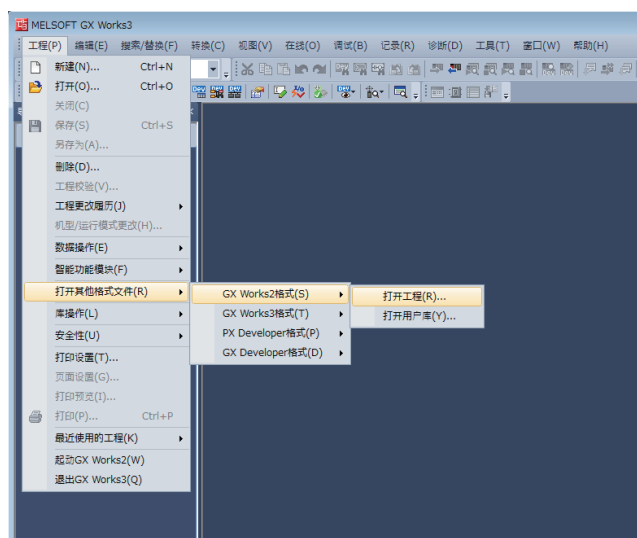 MELSOFT GX Works3
工程(P) 编辑(E) 搜索/替换(F) 转换(C) 视图(V) 在线(O) 调试(B) 记录(R) 诊断(D) 工具(T) 窗口(W) 帮助(H)
新建(N)... Ctrl+N
打开(O)... Ctrl+O
关闭(C)
保存(S) Ctrl+S
另存为(A)...
删除(D)...
工程校验(V)...
工程更改履历(J)
机型/运行模式更改(H)...
数据操作(E)
智能功能模块(F)
打开其他格式文件(R)
GX Works2格式(S)
打开工程(R)...
库操作(L)
GX Works3格式(T)
打开用户库(Y)...
安全性(U)
PX Developer格式(P)
打印设置(T)...
GX Developer格式(D)
页面设置(G)...
打印预览(I)...
打印(P)... Ctrl+P
最近使用的工程(K)
起动GX Works2(W)
退出GX Works3(Q)